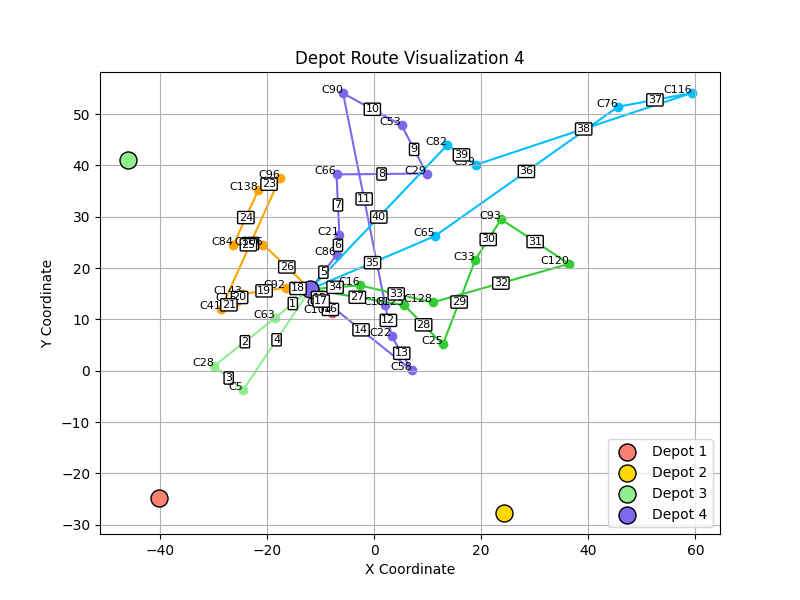 Depot Route Visualization 4
Y Coordinate
X Coordinate
50
40
30
20
10
0
−10
−20
−30
−40
−20
0
20
40
60
C90
C53
C29
C66
C21
C86
C82
C76
C116
C65
C93
C33
C120
C128
C25
C16
C22
C58
C96
C138
C84
C92
C143
C41
C63
C28
C5
1
2
3
4
5
6
7
8
9
10
11
12
13
14
17
18
19
20
21
23
24
26
27
28
29
30
31
32
33
34
35
36
37
38
39
40
Depot 1
Depot 2
Depot 3
Depot 4